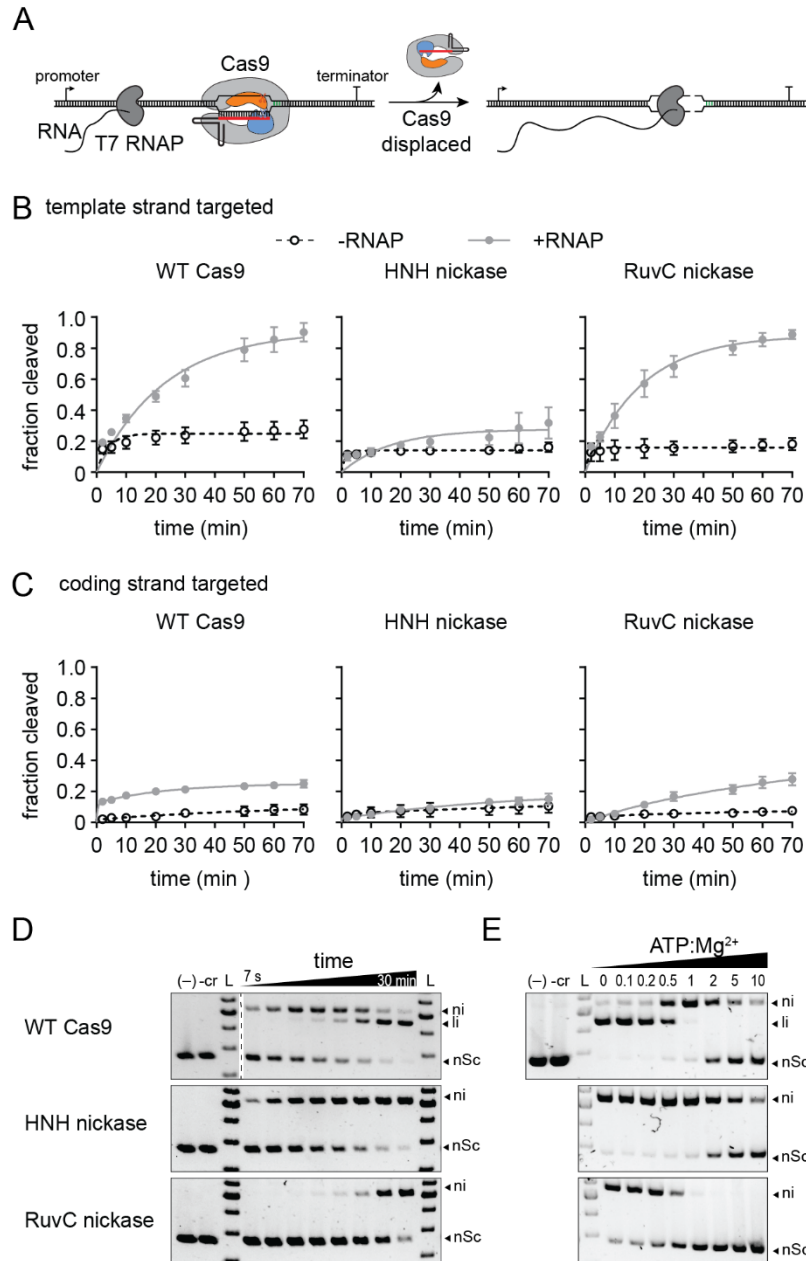 A
Cas9
promoter
terminator
RNA
T7 RNAP
Cas9
displaced
B template strand targeted
-RNAP +RNAP
WT Cas9 HNH nickase RuvC nickase
fraction cleaved
1.0
0.8
0.6
0.4
0.2
0
0 10 20 30 40 50 60 70 0 10 20 30 40 50 60 70 0 10 20 30 40 50 60 70
time (min) time (min) time (min)
C coding strand targeted
WT Cas9 HNH nickase RuvC nickase
fraction cleaved
1.0
0.8
0.6
0.4
0.2
0
0 10 20 30 40 50 60 70 0 10 20 30 40 50 60 70 0 10 20 30 40 50 60 70
time (min ) time (min) time (min)
D E
time ATP:Mg²⁺
(–) -cr L 7 s 30 min L (–) -cr L 0 0.1 0.2 0.5 1 2 5 10
WT Cas9
ni ni
li li
nSc nSc
HNH nickase
ni ni
nSc nSc
RuvC nickase
ni ni
nSc nSc